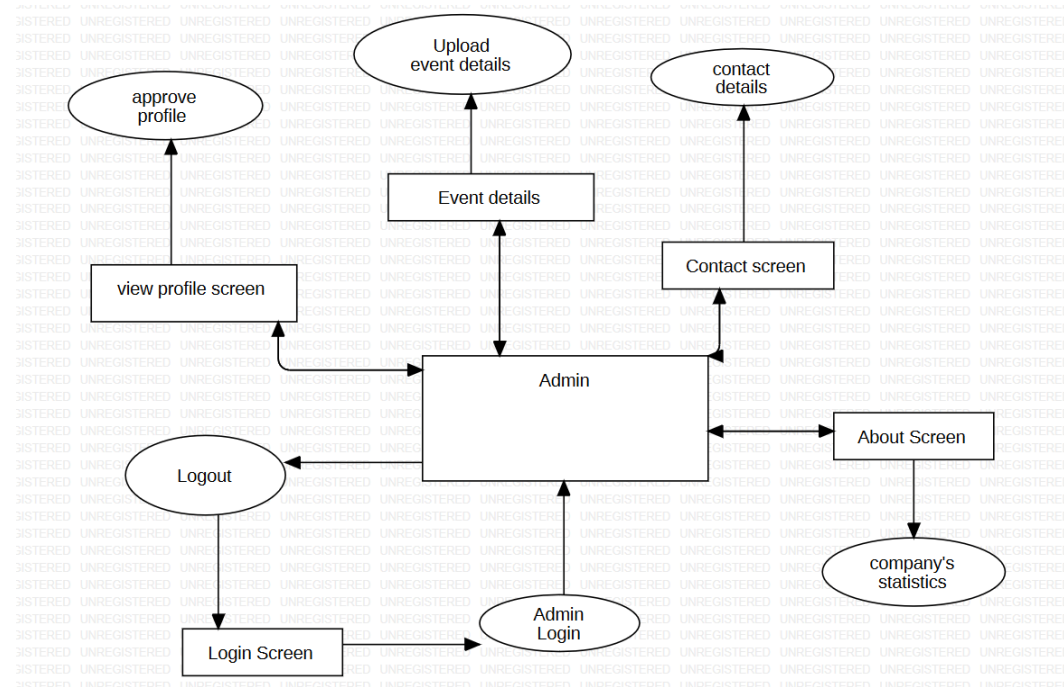 Upload
event details
contact
details
approve
profile
Event details
Contact screen
view profile screen
Admin
About Screen
Logout
company's
statistics
Admin
Login
Login Screen
UNREGISTERED